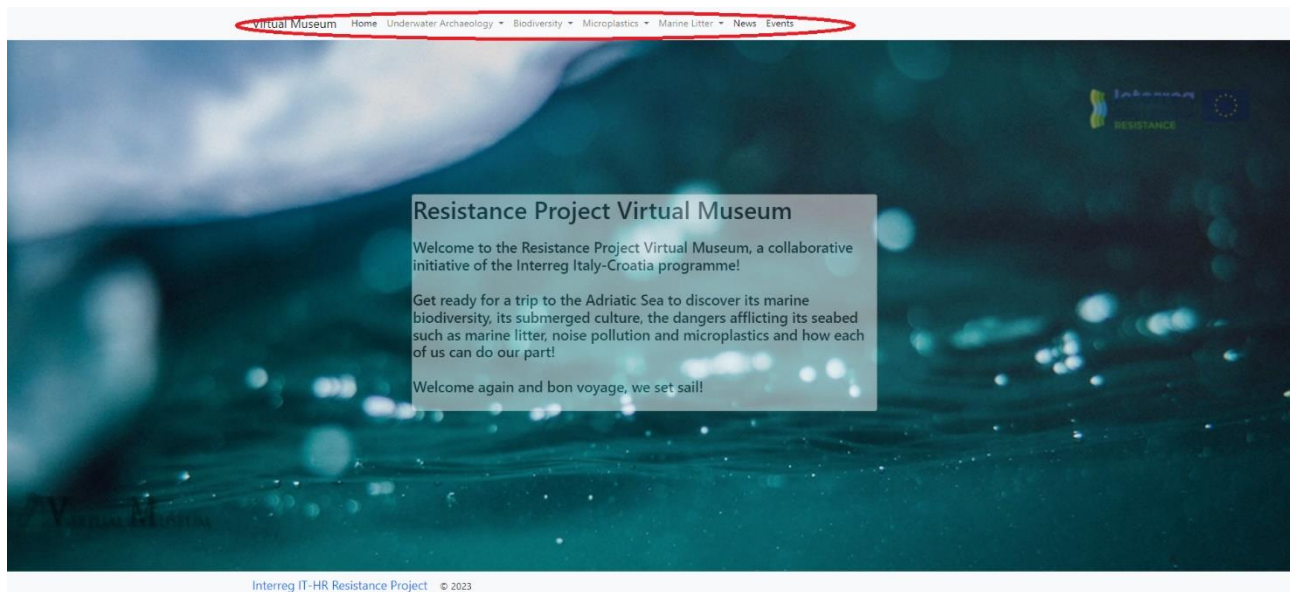 Virtual Museum Home Underwater Archaeology Biodiversity Microplastics Marine Litter News Events
Interreg
RESISTANCE
Resistance Project Virtual Museum
Welcome to the Resistance Project Virtual Museum, a collaborative
initiative of the Interreg Italy-Croatia programme!
Get ready for a trip to the Adriatic Sea to discover its marine
biodiversity, its submerged culture, the dangers afflicting its seabed
such as marine litter, noise pollution and microplastics and how each
of us can do our part!
Welcome again and bon voyage, we set sail!
VIRTUAL MUSEUM
Interreg IT-HR Resistance Project © 2023